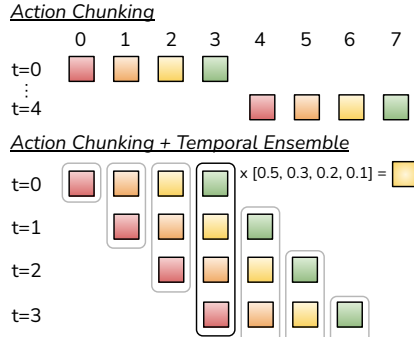 Action Chunking
0 1 2 3 4 5 6 7
t=0
⋮
t=4
Action Chunking + Temporal Ensemble
t=0 x [0.5, 0.3, 0.2, 0.1] =
t=1
t=2
t=3